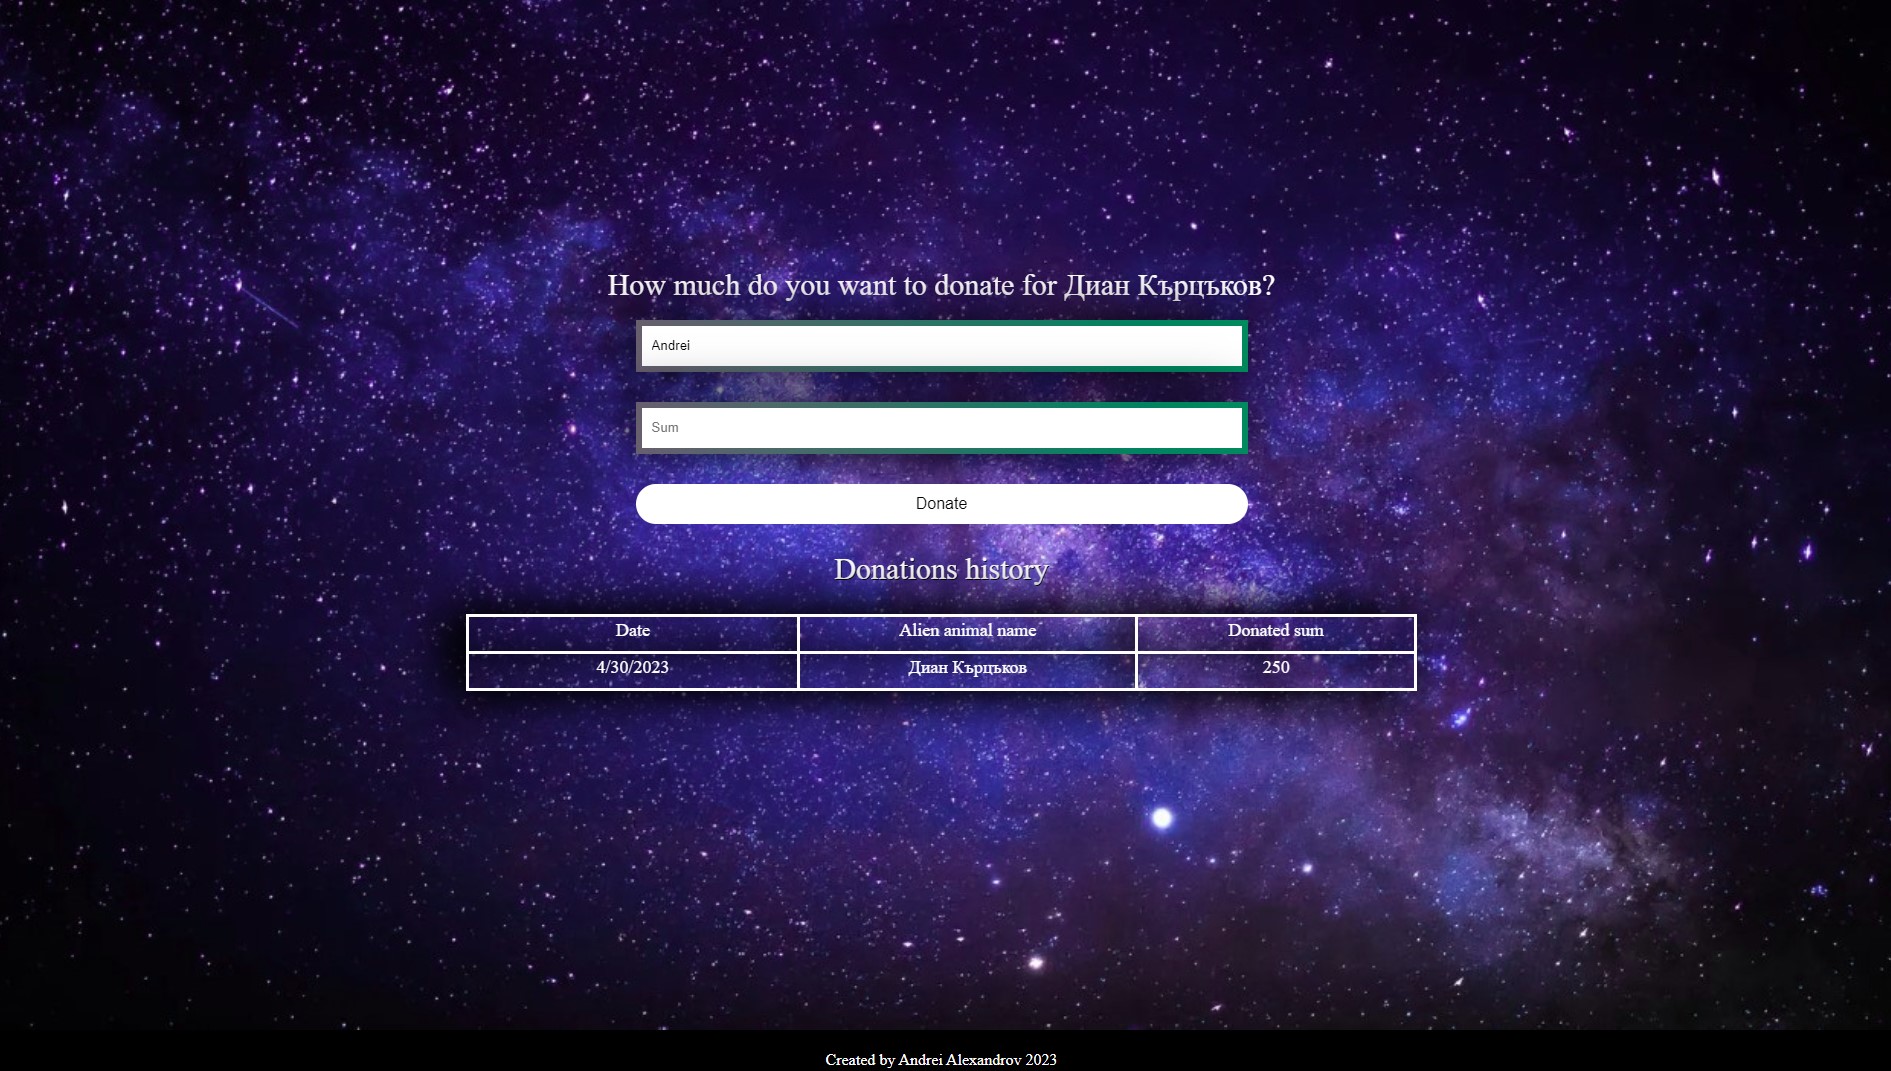 How much do you want to donate for Диан Кърцъков?
Andrei
Sum
Donate
Donations history
Date Alien animal name Donated sum
4/30/2023 Диан Кърцъков 250
Created by Andrei Alexandrov 2023